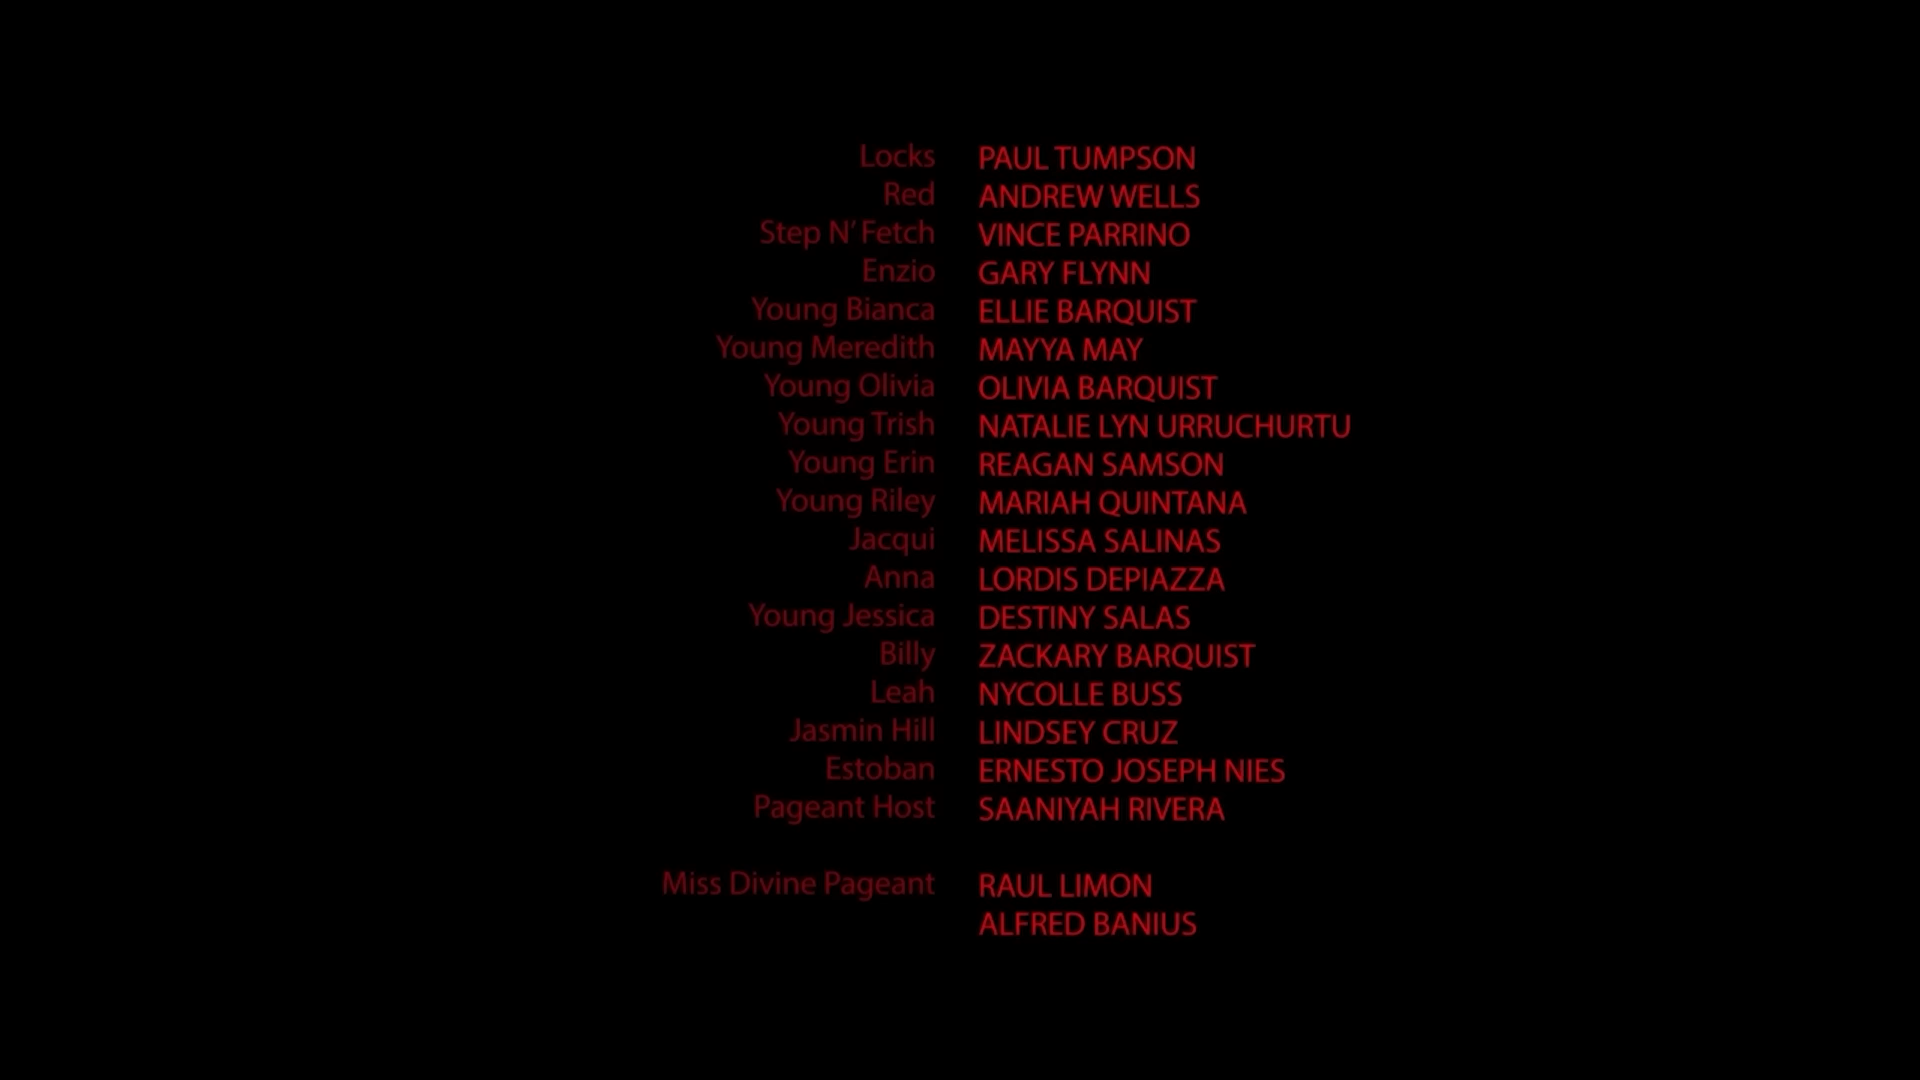 Locks PAUL TUMPSON
Red ANDREW WELLS
Step N’ Fetch VINCE PARRINO
Enzio GARY FLYNN
Young Bianca ELLIE BARQUIST
Young Meredith MAYYA MAY
Young Olivia OLIVIA BARQUIST
Young Trish NATALIE LYN URRUCHURTU
Young Erin REAGAN SAMSON
Young Riley MARIAH QUINTANA
Jacqui MELISSA SALINAS
Anna LORDIS DEPIAZZA
Young Jessica DESTINY SALAS
Billy ZACKARY BARQUIST
Leah NYCOLLE BUSS
Jasmin Hill LINDSEY CRUZ
Estoban ERNESTO JOSEPH NIES
Pageant Host SAANIYAH RIVERA
Miss Divine Pageant RAUL LIMON
ALFRED BANIUS